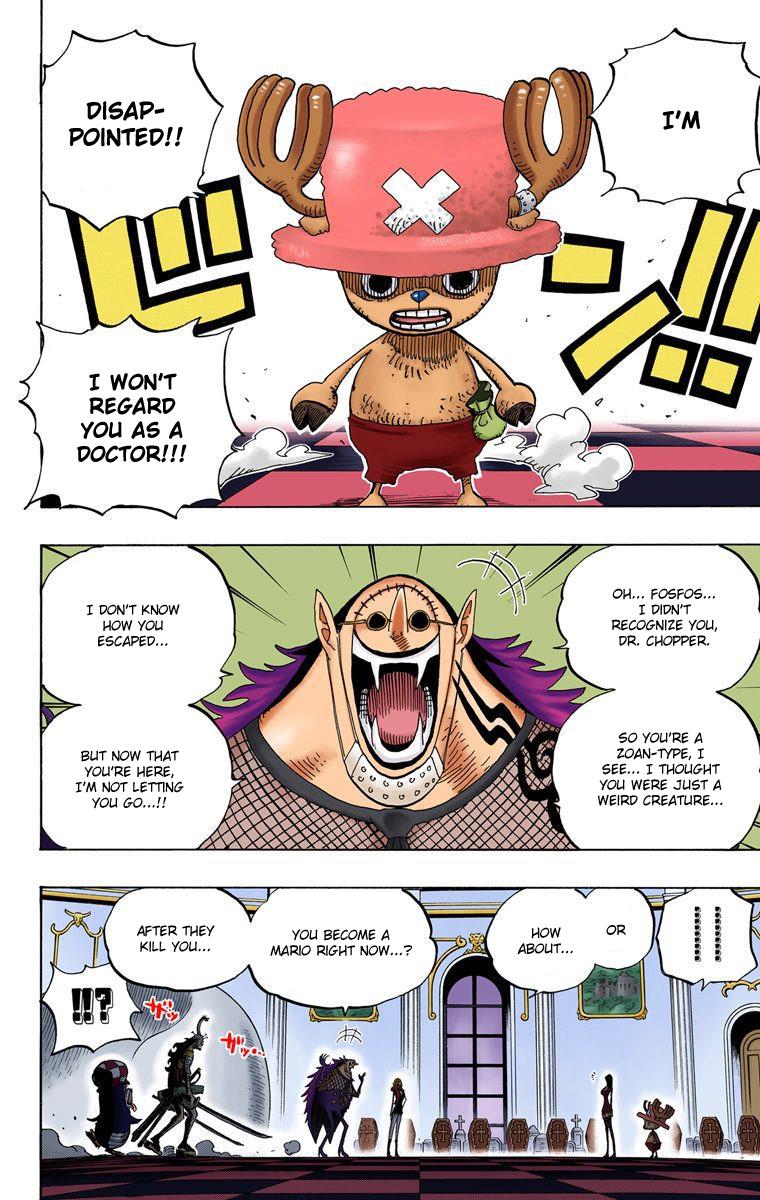 I'M
DISAP-
POINTED!!
ドン!!
I WON'T
REGARD
YOU AS A
DOCTOR!!!
OH... FOSFOS...
I DIDN'T
RECOGNIZE YOU,
DR. CHOPPER.
SO YOU'RE A
ZOAN-TYPE, I
SEE... I THOUGHT
YOU WERE JUST A
WEIRD CREATURE...
I DON'T KNOW
HOW YOU
ESCAPED...
BUT NOW THAT
YOU'RE HERE,
I'M NOT LETTING
YOU GO...!!
!!
OR
HOW
ABOUT...
YOU BECOME A
MARIO RIGHT NOW...?
AFTER THEY
KILL YOU...
!!?